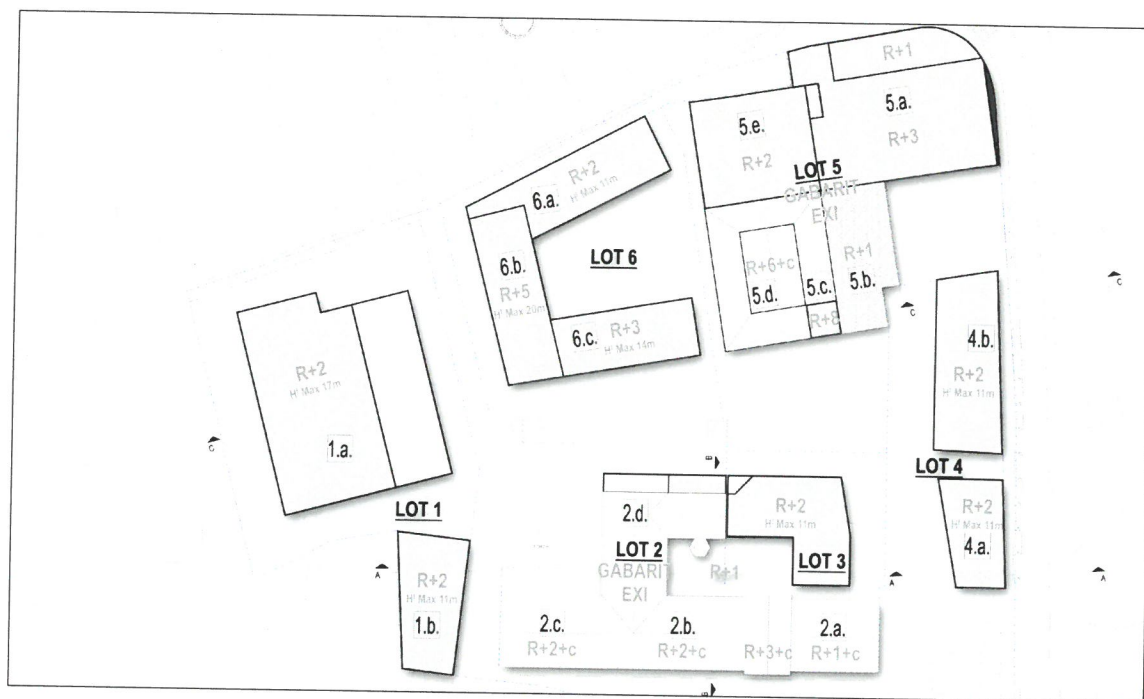 R+1
5.a.
R+3
5.e.
R+2
LOT 5
GABARIT
EXI
R+1
5.b.
5.c.
R+6+c
5.d.
R+8
6.a.
R+2
H' Max 11m
LOT 6
6.b.
R+5
H' Max 20m
6.c.
R+3
H' Max 14m
C
C
C
4.b.
R+2
H' Max 11m
LOT 4
R+2
H' Max 11m
4.a.
R+2
H' Max 17m
1.a.
LOT 1
R+2
H' Max 11m
1.b.
A
A
A
B
2.d.
LOT 2
GABARIT
EXI
R+1
R+2
H' Max 11m
LOT 3
2.c.
R+2+c
2.b.
R+2+c
R+3+c
2.a.
R+1+c
B